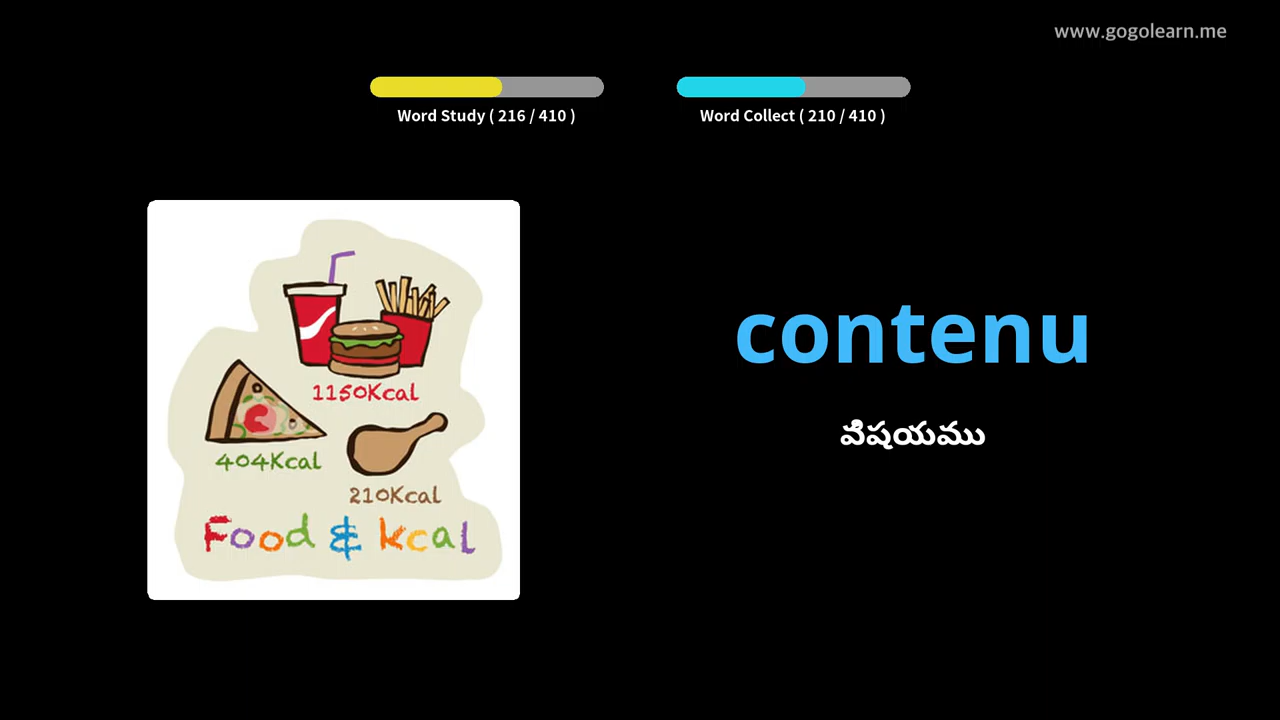 www.gogolearn.me
Word Study ( 216 / 410 )
Word Collect ( 210 / 410 )
1150Kcal
404Kcal
210Kcal
Food & kcal
contenu
విషయము